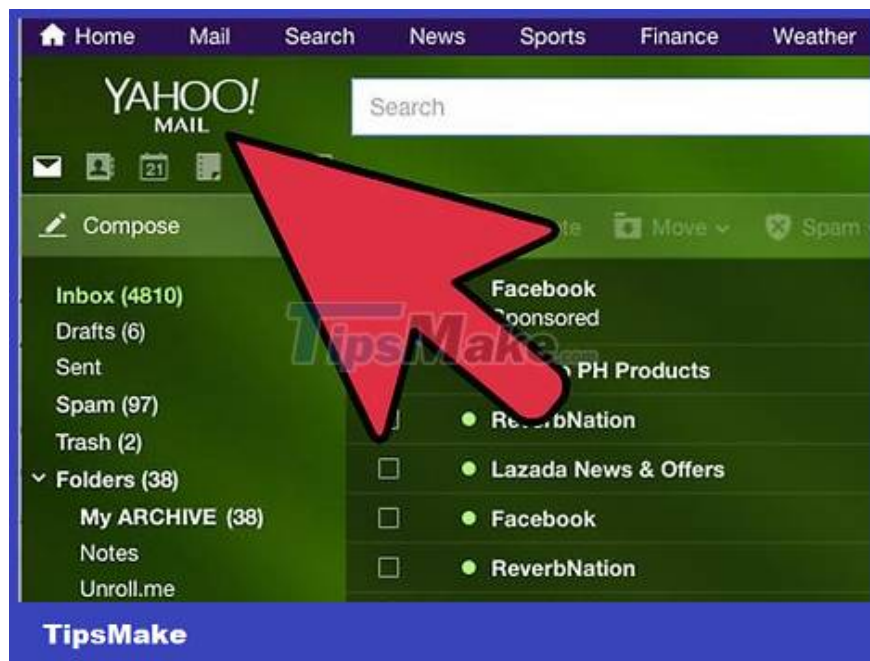 Home Mail Search News Sports Finance Weather
YAHOO!
MAIL
Search
21
Compose Move Spam
Inbox (4810)
Drafts (6)
Sent
Spam (97)
Trash (2)
Folders (38)
My ARCHIVE (38)
Notes
Unroll.me
Facebook
Sponsored
PH Products
ReverbNation
Lazada News & Offers
Facebook
ReverbNation
TipsMake.com
TipsMake